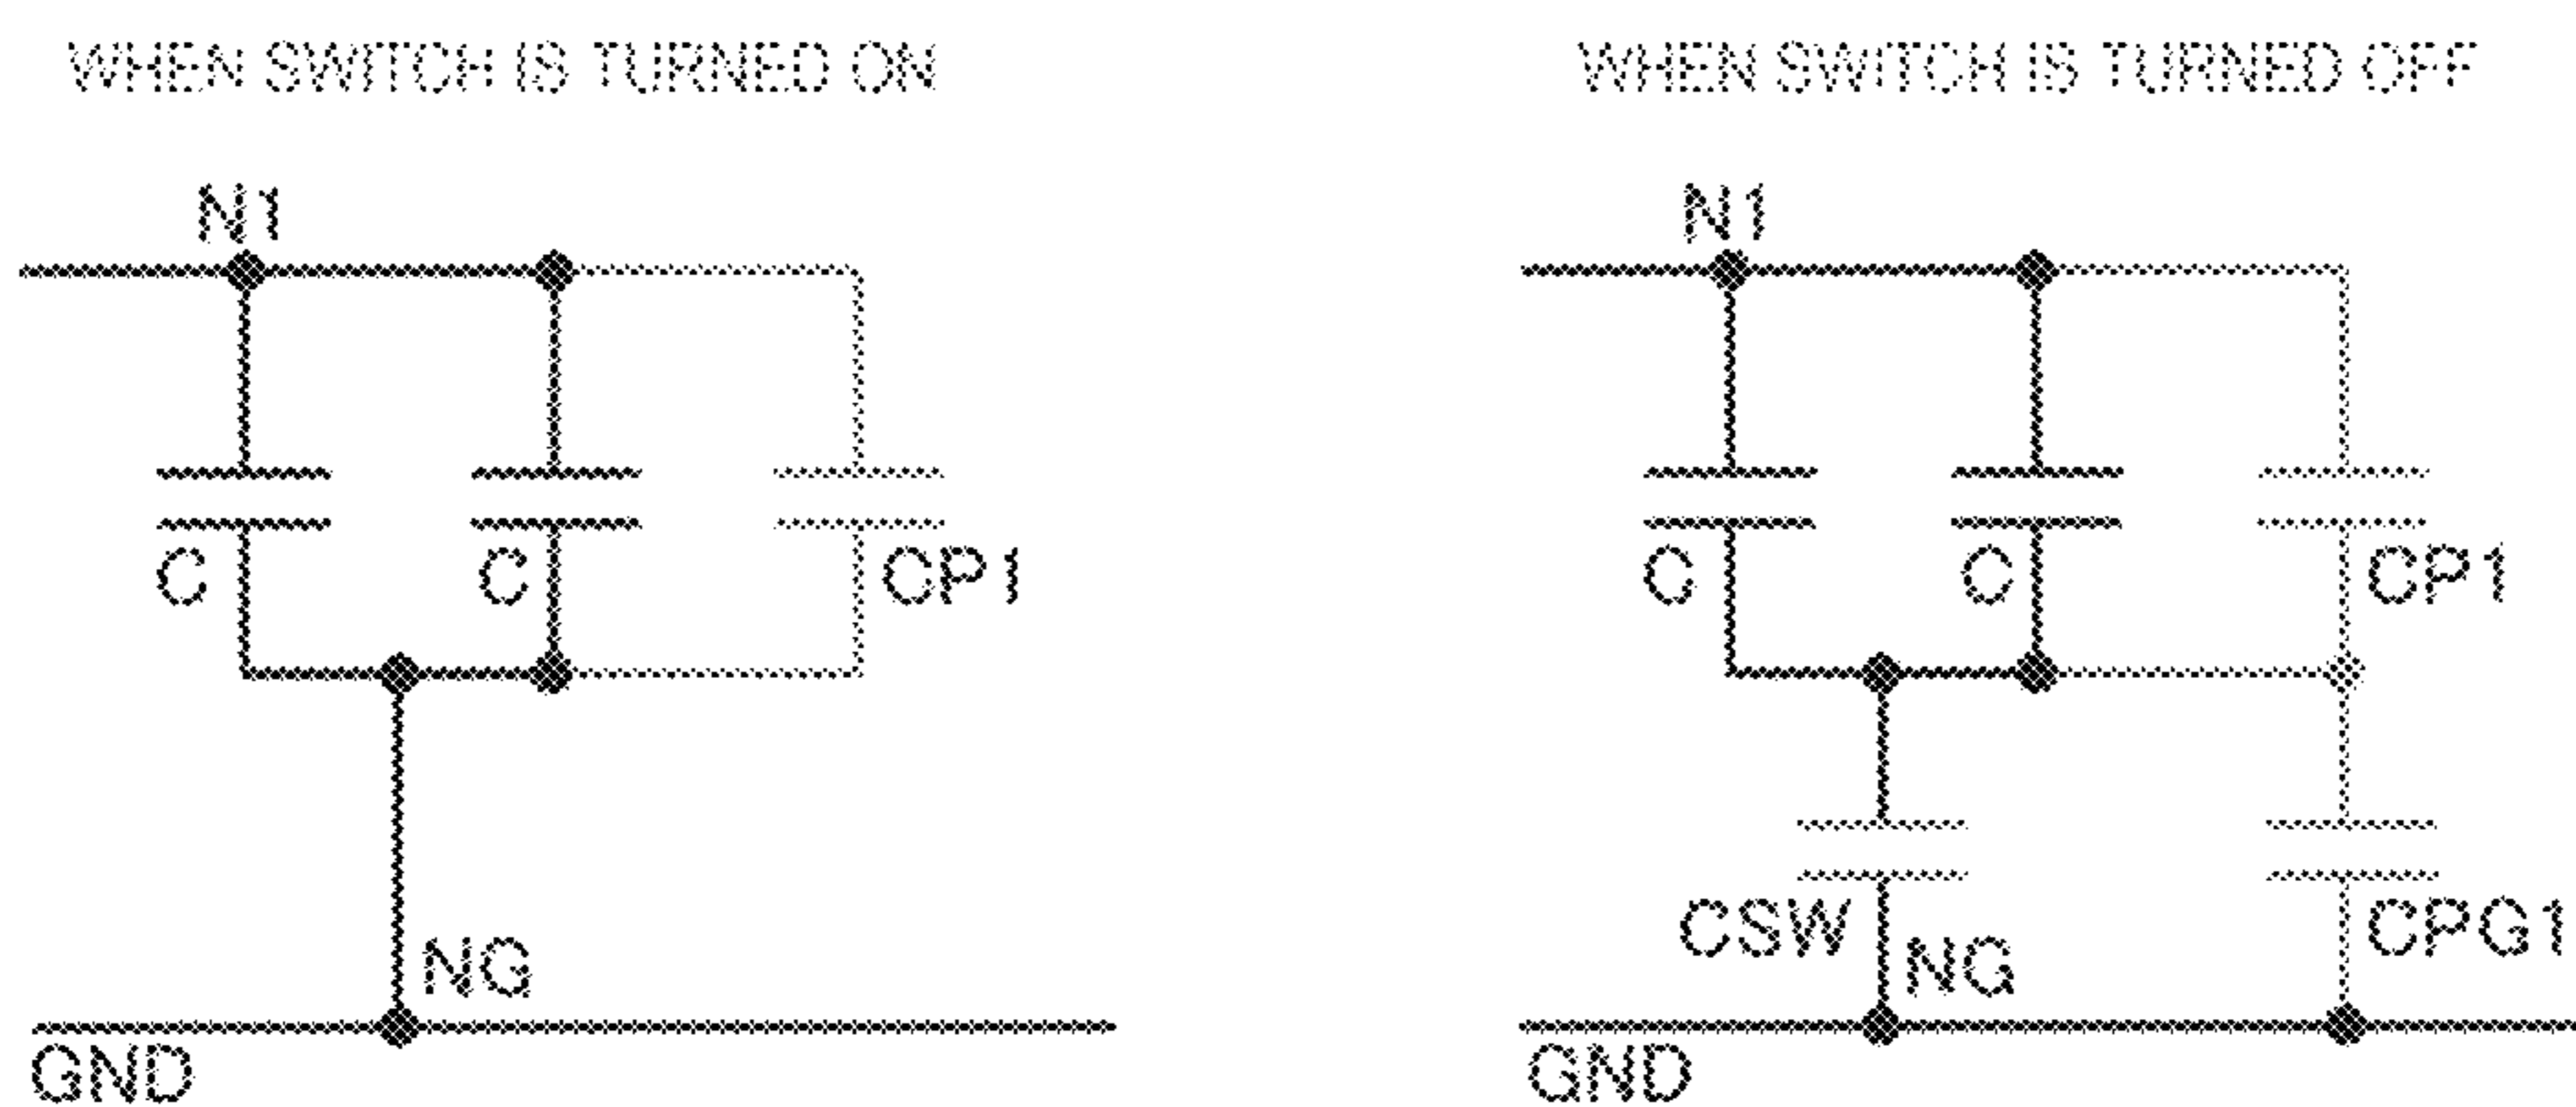 WHEN SWITCH IS TURNED ON
N1
C
C
CP1
NG
GND
WHEN SWITCH IS TURNED OFF
N1
C
C
CP1
CSW
NG
CPG1
GND